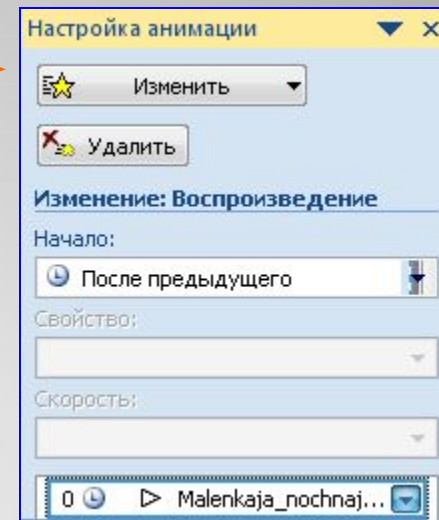 Настройка анимации
Изменить
Удалить
Изменение: Воспроизведение
Начало:
После предыдущего
Свойство:
Скорость:
0 Malenkaja_nochnaj...